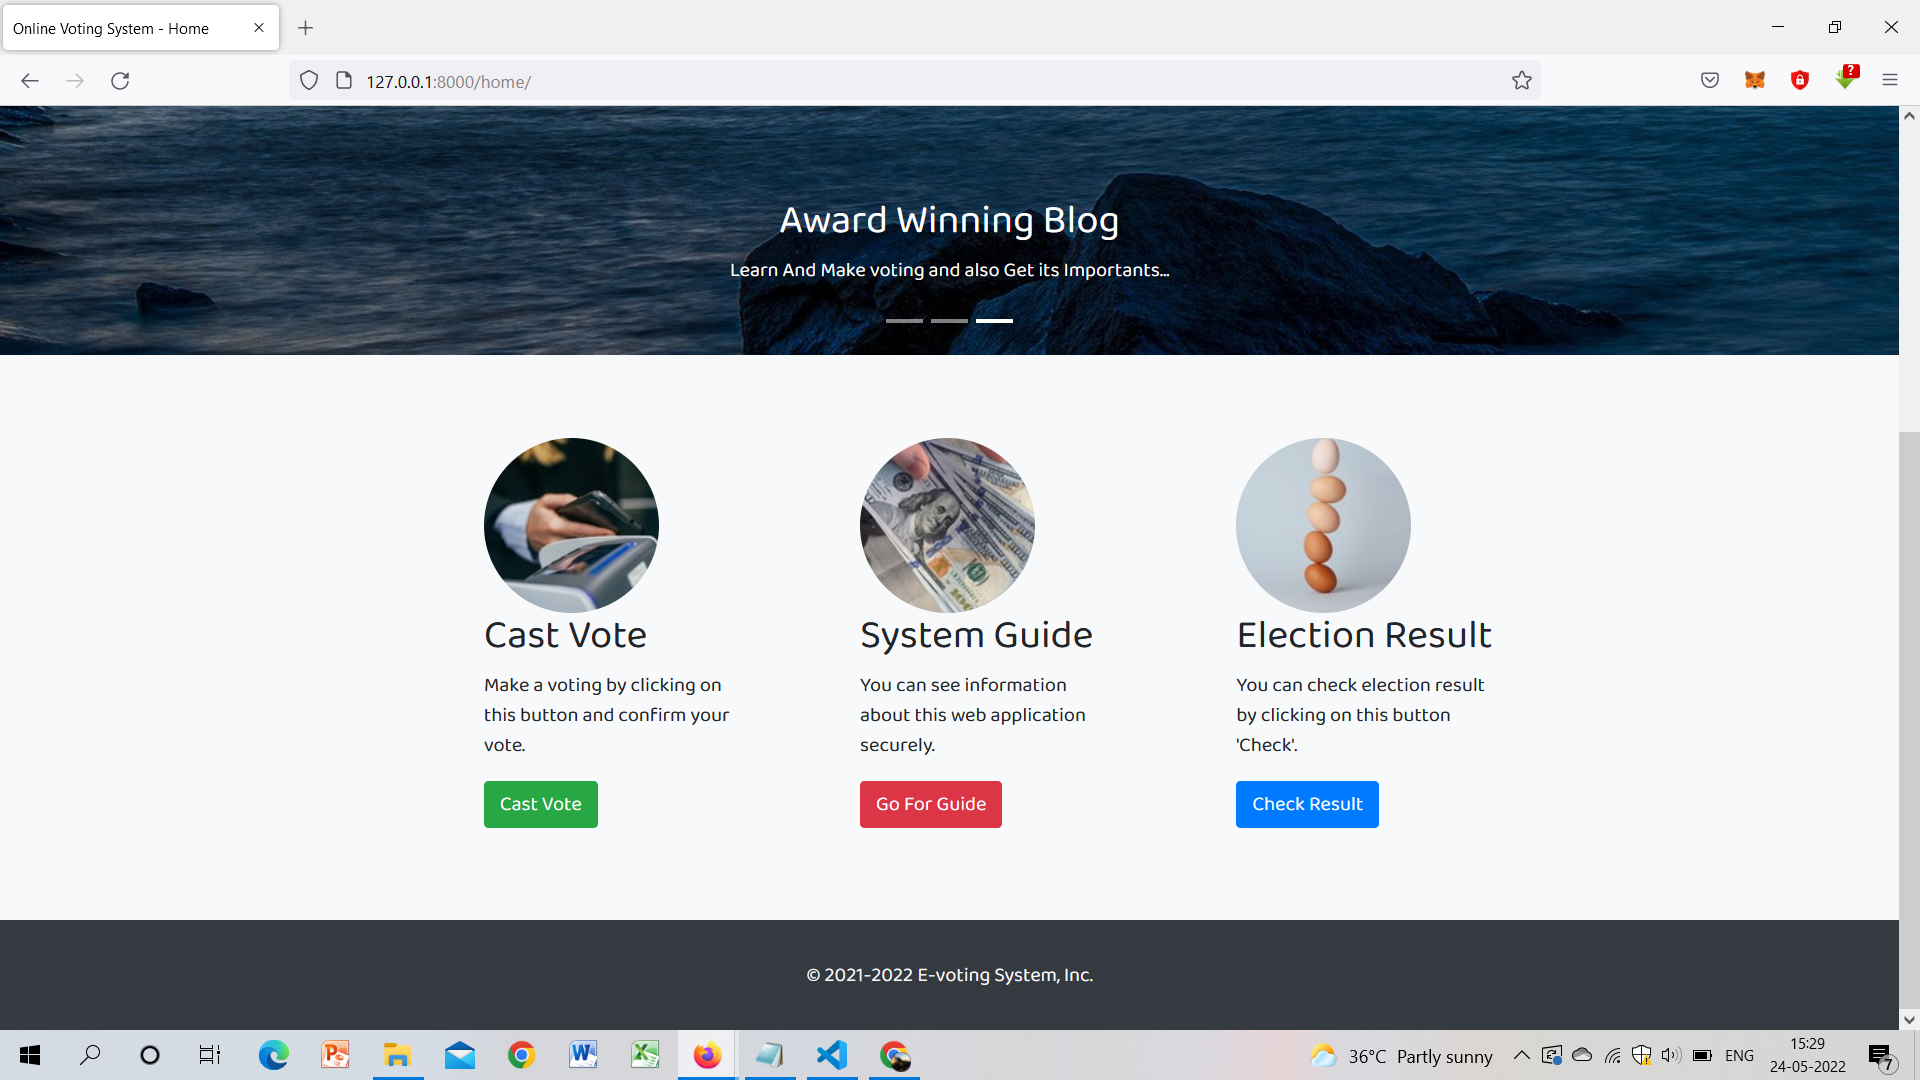 Online Voting System - Home
127.0.0.1:8000/home/
?
Award Winning Blog
Learn And Make voting and also Get its Importants...
Cast Vote
Make a voting by clicking on
this button and confirm your
vote.
Cast Vote
System Guide
You can see information
about this web application
securely.
Go For Guide
Election Result
You can check election result
by clicking on this button
'Check'.
Check Result
© 2021-2022 E-voting System, Inc.
36°C Partly sunny
ENG
15:29
24-05-2022
7